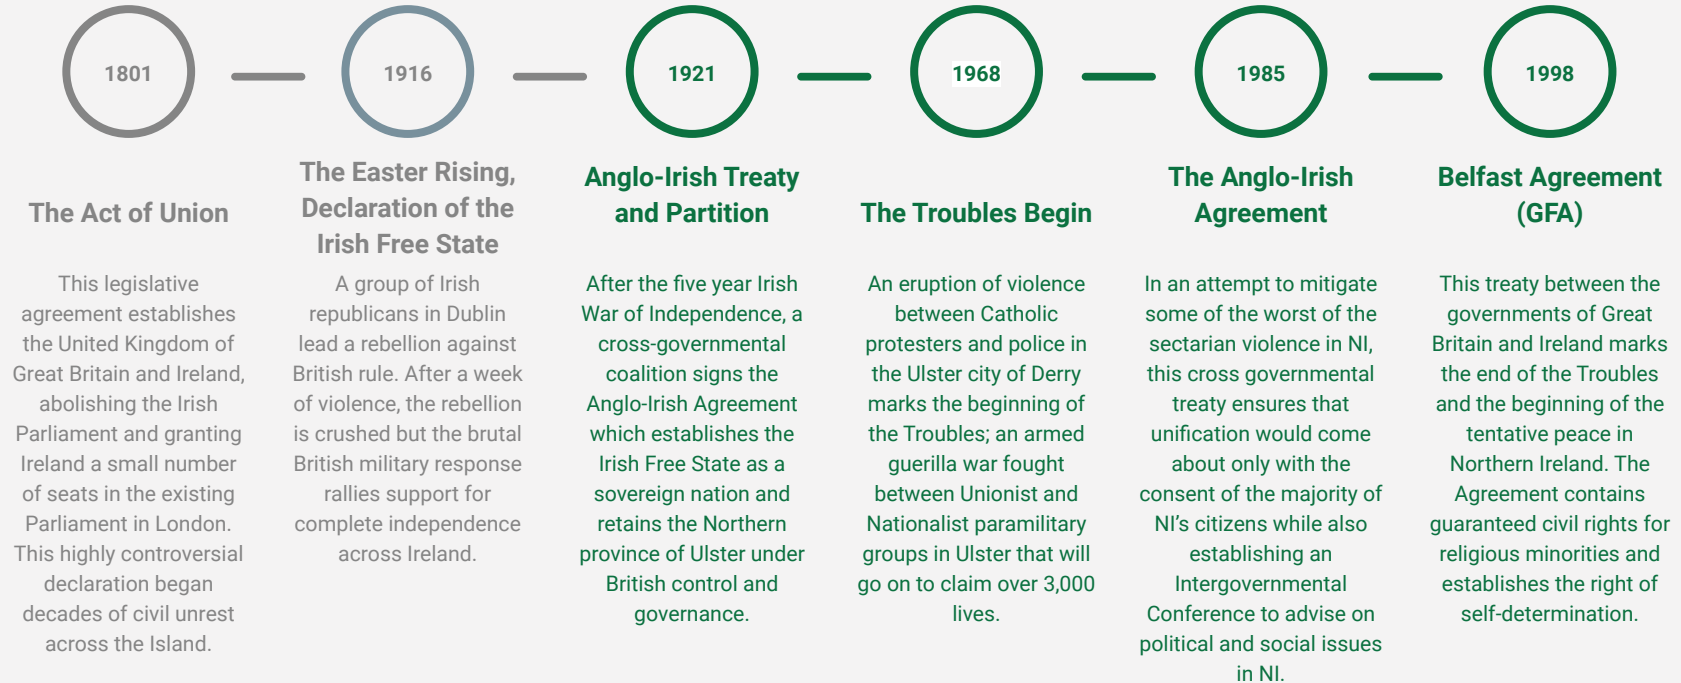 1801
1916
1921
1968
1985
1998
The Act of Union
This legislative
agreement establishes
the United Kingdom of
Great Britain and Ireland,
abolishing the Irish
Parliament and granting
Ireland a small number
of seats in the existing
Parliament in London.
This highly controversial
declaration began
decades of civil unrest
across the Island.
The Easter Rising,
Declaration of the
Irish Free State
A group of Irish
republicans in Dublin
lead a rebellion against
British rule. After a week
of violence, the rebellion
is crushed but the brutal
British military response
rallies support for
complete independence
across Ireland.
Anglo-Irish Treaty
and Partition
After the five year Irish
War of Independence, a
cross-governmental
coalition signs the
Anglo-Irish Agreement
which establishes the
Irish Free State as a
sovereign nation and
retains the Northern
province of Ulster under
British control and
governance.
The Troubles Begin
An eruption of violence
between Catholic
protesters and police in
the Ulster city of Derry
marks the beginning of
the Troubles; an armed
guerilla war fought
between Unionist and
Nationalist paramilitary
groups in Ulster that will
go on to claim over 3,000
lives.
The Anglo-Irish
Agreement
In an attempt to mitigate
some of the worst of the
sectarian violence in NI,
this cross governmental
treaty ensures that
unification would come
about only with the
consent of the majority of
NI's citizens while also
establishing an
Intergovernmental
Conference to advise on
political and social issues
in NI.
Belfast Agreement
(GFA)
This treaty between the
governments of Great
Britain and Ireland marks
the end of the Troubles
and the beginning of the
tentative peace in
Northern Ireland. The
Agreement contains
guaranteed civil rights for
religious minorities and
establishes the right of
self-determination.